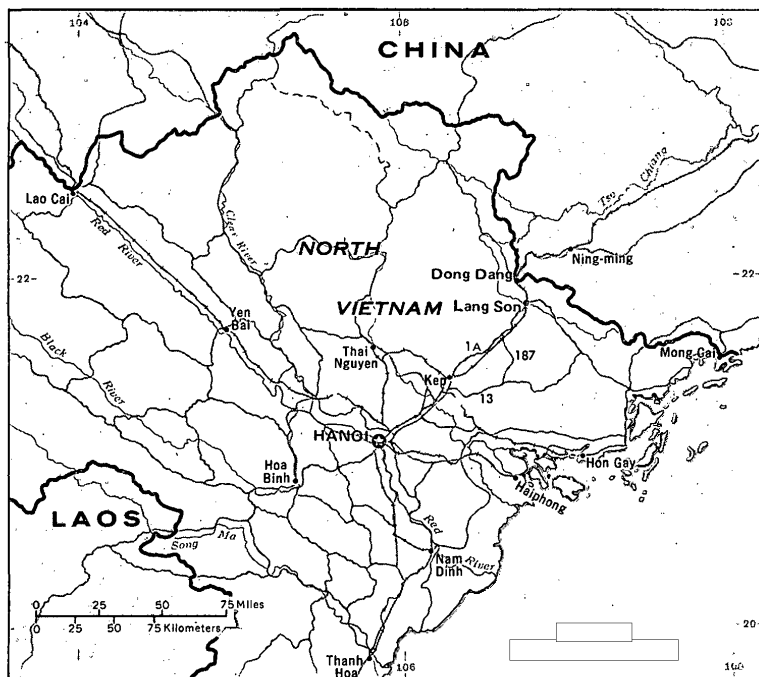 104
106
108
CHINA
Lao Cai
Red River
Clear River
Tso Chiang
NORTH
VIETNAM
Ning-ming
22
22
Dong Dang
Lang Son
Yen
Bai
1A
187
Mong Cai
Black River
Thai
Nguyen
Kep
13
HANOI
Hoa
Binh
Hon Gay
Haiphong
LAOS
Song Ma
Red River
Nam
Dinh
0 25 50 75 Miles
0 25 50 75 Kilometers
20
Thanh
Hoa
106